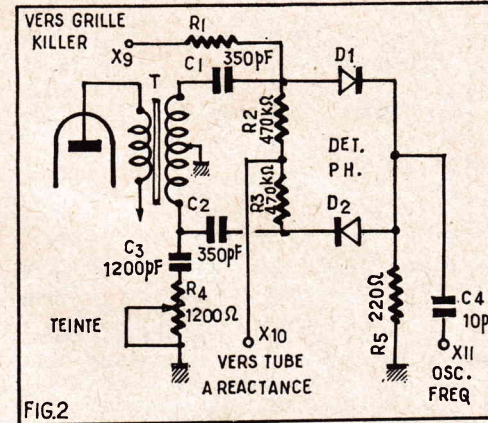 VERS GRILLE
KILLER
X9
R1
350pF
C1
T
D1
R2
470kΩ
DET.
PH.
R3
470kΩ
C2
350pF
D2
C3
1200pF
R4
1200Ω
TEINTE
X10
VERS TUBE
A REACTANCE
R5 220Ω
C4
10p
X11
OSC.
FREQ
FIG.2